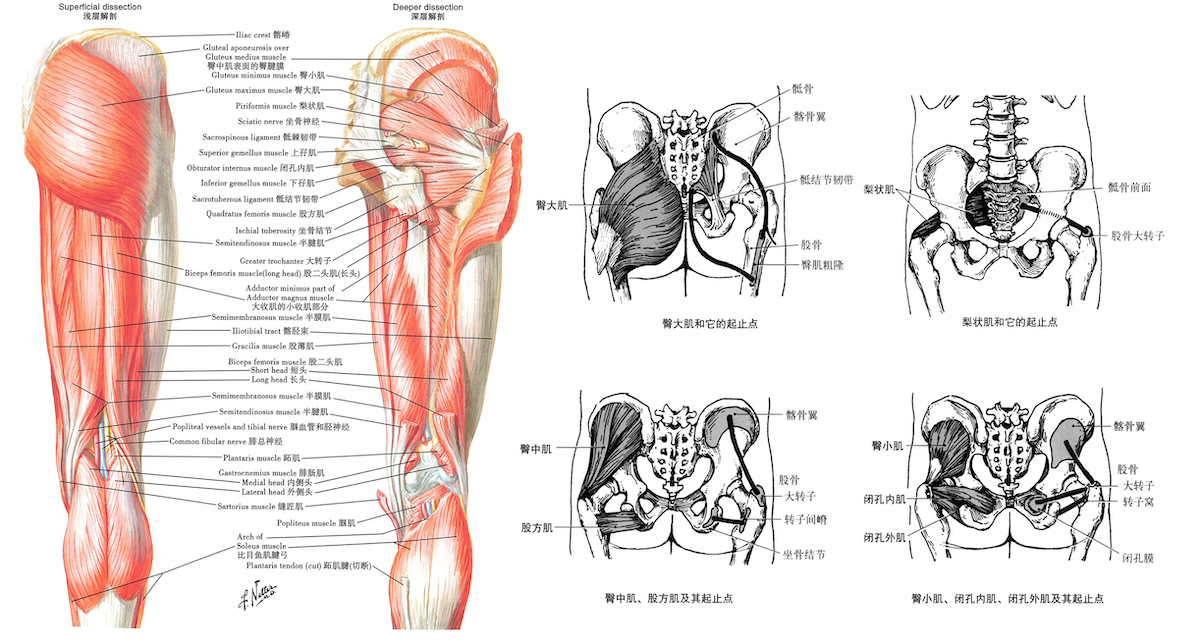 Superficial dissection
浅层解剖
Deeper dissection
深层解剖
Iliac crest 髂嵴
Gluteal aponeurosis over
Gluteus medius muscle
臀中肌表面的臀腱膜
Gluteus minimus muscle 臀小肌
Gluteus maximus muscle 臀大肌
Piriformis muscle 梨状肌
Sciatic nerve 坐骨神经
Sacrospinous ligament 骶棘韧带
Superior gemellus muscle 上孖肌
Obturator internus muscle 闭孔内肌
Inferior gemellus muscle 下孖肌
Sacrotuberous ligament 骶结节韧带
Quadratus femoris muscle 股方肌
Ischial tuberosity 坐骨结节
Semitendinosus muscle 半腱肌
Greater trochanter 大转子
Biceps femoris muscle(long head) 股二头肌(长头)
Adductor minimus part of
Adductor magnus muscle
大收肌的小收肌部分
Semimembranosus muscle 半膜肌
Iliotibial tract 髂胫束
Gracilis muscle 股薄肌
Biceps femoris muscle 股二头肌
Short head 短头
Long head 长头
Semimembranosus muscle 半膜肌
Semitendinosus muscle 半腱肌
Popliteal vessels and tibial nerve 腘血管和胫神经
Common fibular nerve 腓总神经
Plantaris muscle 跖肌
Gastrocnemius muscle 腓肠肌
Medial head 内侧头
Lateral head 外侧头
Sartorius muscle 缝匠肌
Popliteus muscle 腘肌
Arch of
Soleus muscle
比目鱼肌腱弓
Plantaris tendon (cut) 跖肌腱(切断)
F. Netter
M.D.
骶骨
髂骨翼
骶结节韧带
臀大肌
股骨
臀肌粗隆
臀大肌和它的起止点
梨状肌
骶骨前面
股骨大转子
梨状肌和它的起止点
髂骨翼
臀中肌
股骨
大转子
股方肌
转子间嵴
坐骨结节
臀中肌、股方肌及其起止点
髂骨翼
臀小肌
股骨
大转子
闭孔内肌
转子窝
闭孔外肌
闭孔膜
臀小肌、闭孔内肌、闭孔外肌及其起止点